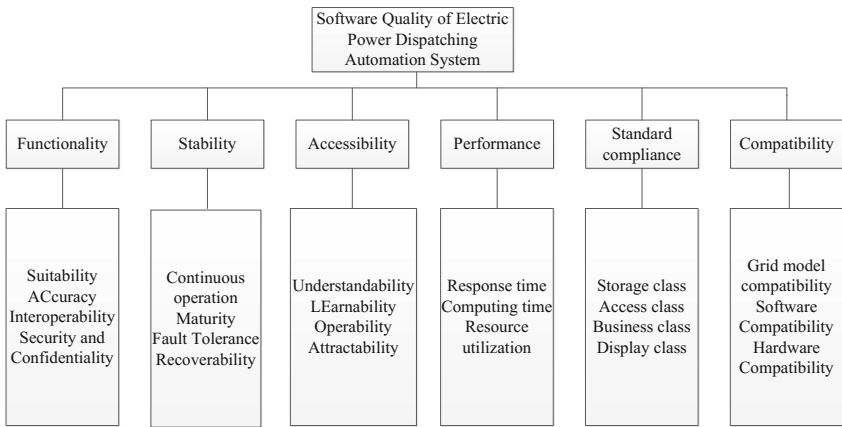 Software Quality of Electric
Power Dispatching
Automation System
Functionality
Stability
Accessibility
Performance
Standard
compliance
Compatibility
Suitability
ACcuracy
Interoperability
Security and
Confidentiality
Continuous
operation
Maturity
Fault Tolerance
Recoverability
Understandability
LEarnability
Operability
Attractability
Response time
Computing time
Resource
utilization
Storage class
Access class
Business class
Display class
Grid model
compatibility
Software
Compatibility
Hardware
Compatibility